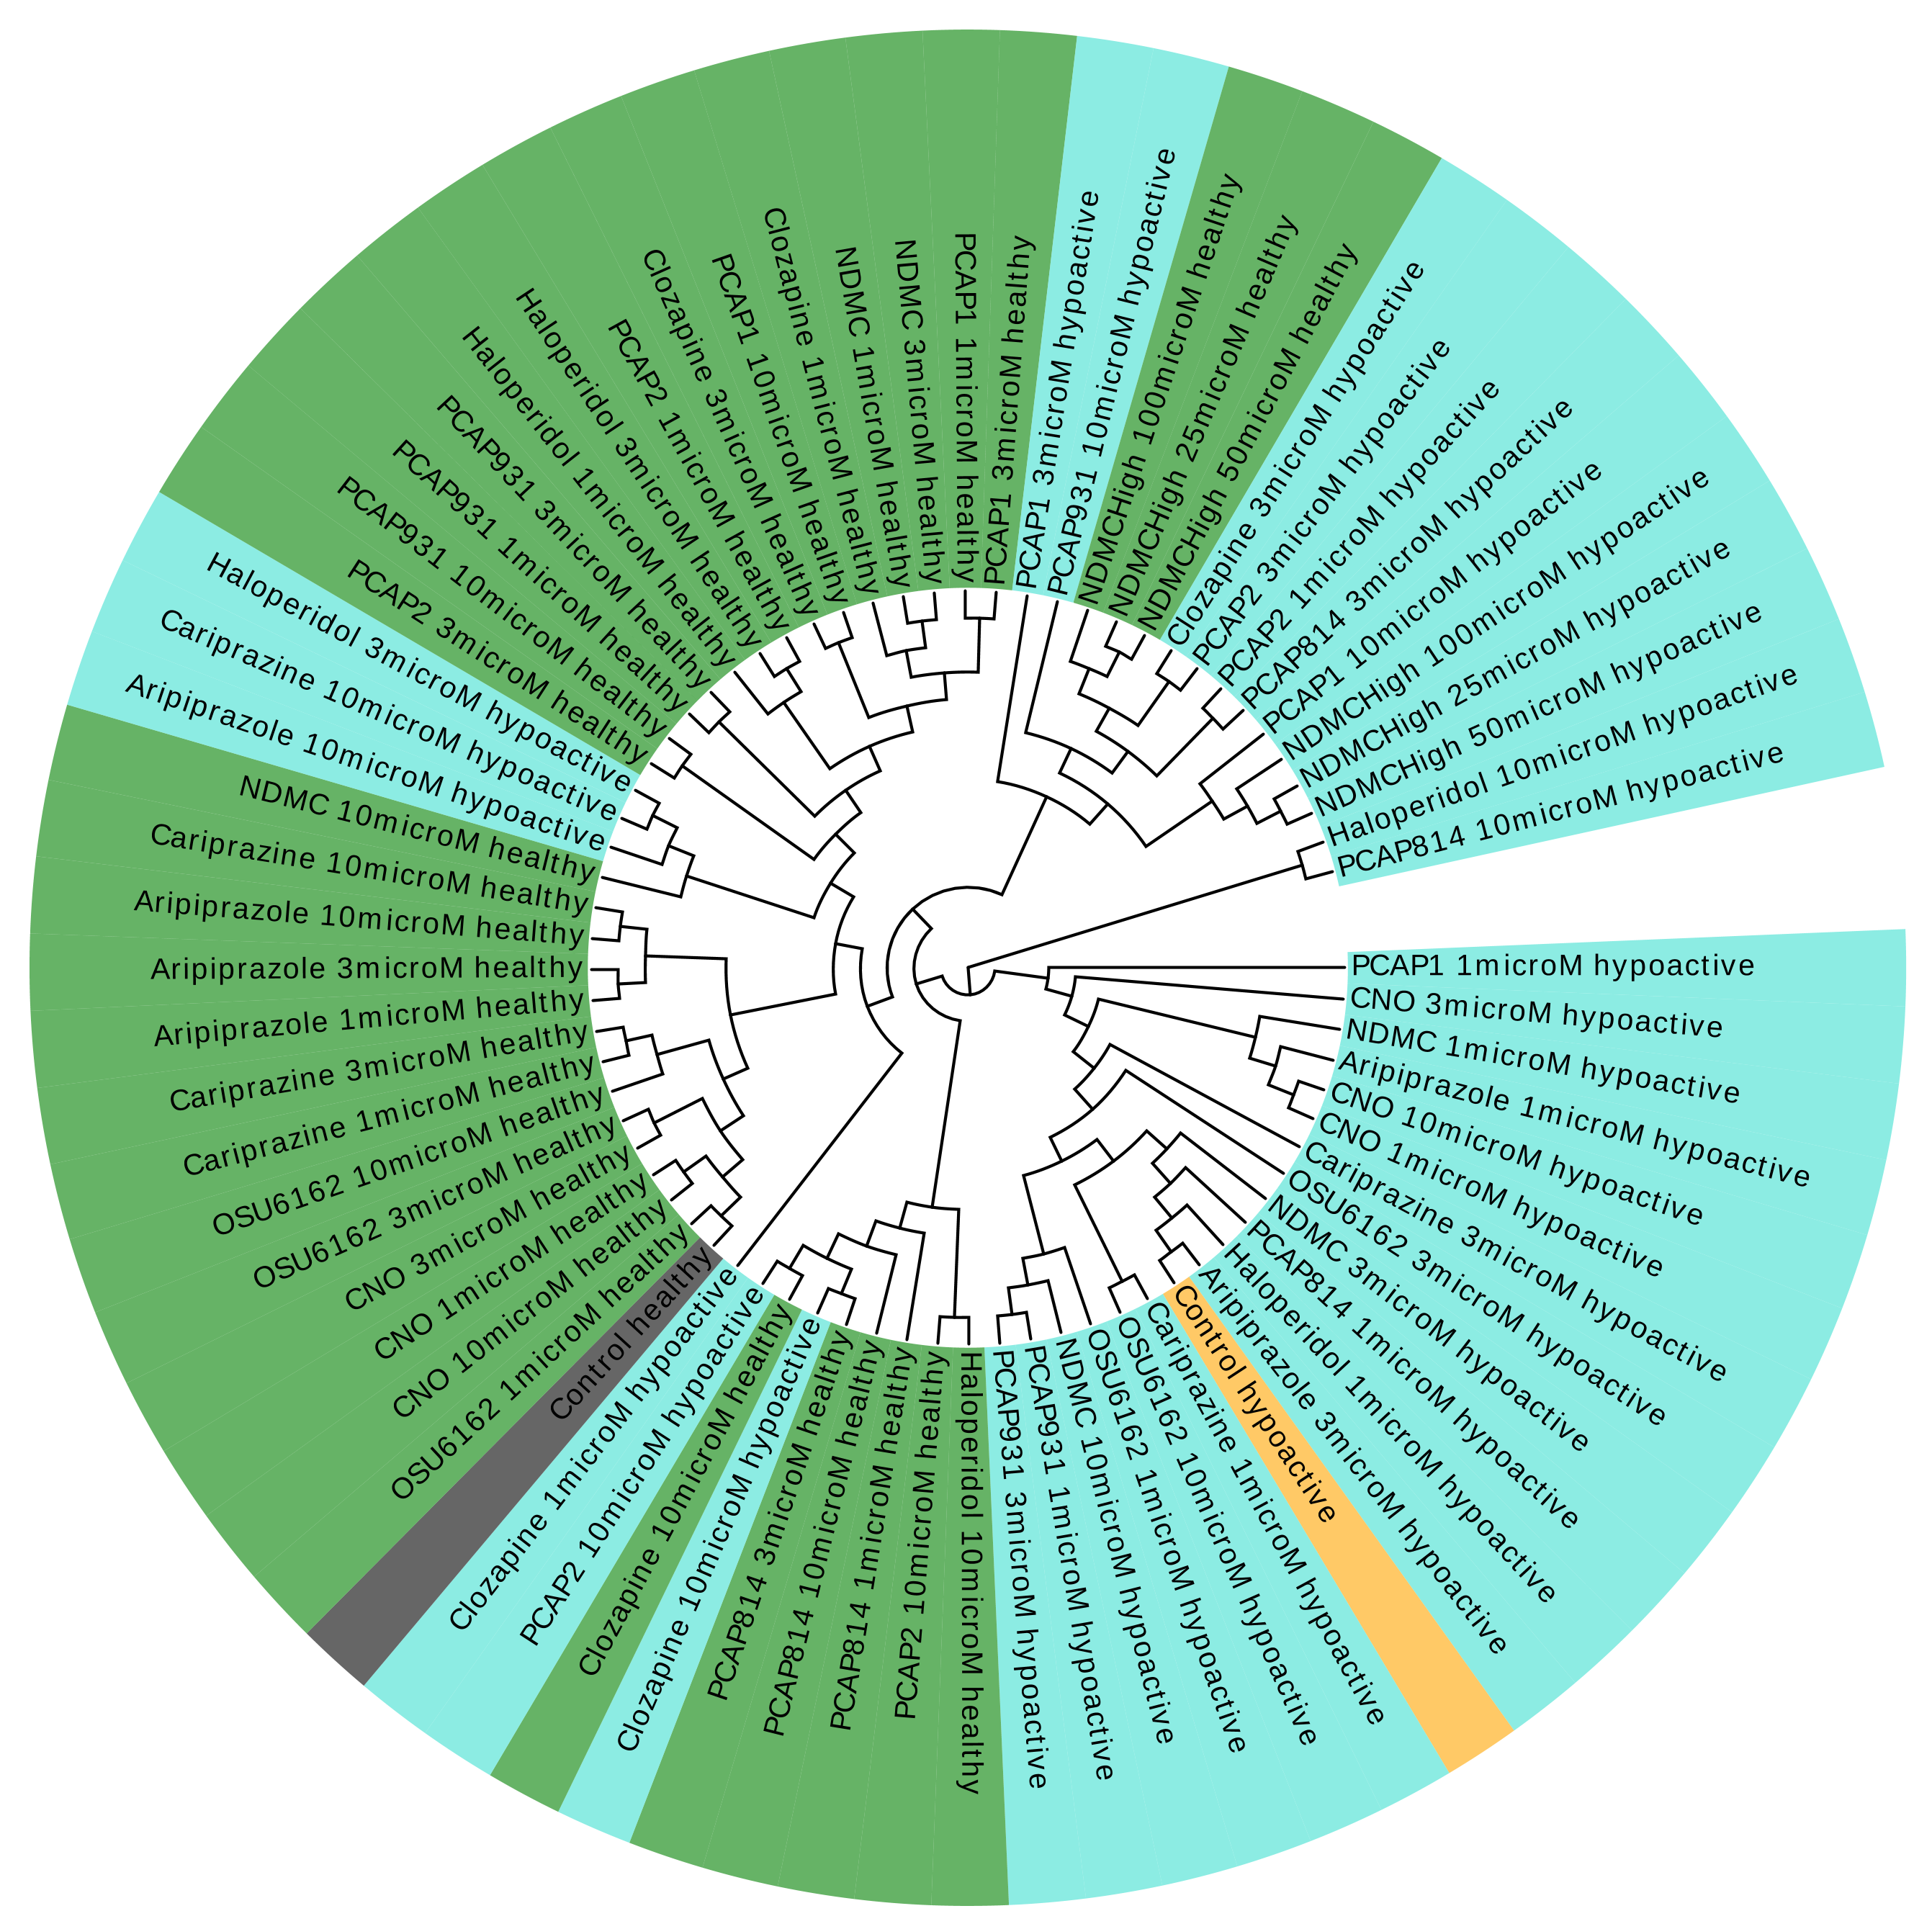 PCAP1 1microM hypoactive
CNO 3microM hypoactive
NDMC 1microM hypoactive
Aripiprazole 1microM hypoactive
CNO 10microM hypoactive
CNO 1microM hypoactive
Cariprazine 3microM hypoactive
OSU6162 3microM hypoactive
NDMC 3microM hypoactive
PCAP814 1microM hypoactive
Haloperidol 1microM hypoactive
Aripiprazole 3microM hypoactive
Control hypoactive
Cariprazine 1microM hypoactive
OSU6162 10microM hypoactive
OSU6162 1microM hypoactive
NDMC 10microM hypoactive
PCAP931 1microM hypoactive
PCAP931 3microM hypoactive
Haloperidol 10microM healthy
PCAP2 10microM healthy
PCAP814 1microM healthy
PCAP814 10microM healthy
PCAP814 3microM healthy
Clozapine 10microM hypoactive
Clozapine 10microM healthy
PCAP2 10microM hypoactive
Clozapine 1microM hypoactive
Control healthy
OSU6162 1microM healthy
CNO 10microM healthy
CNO 1microM healthy
CNO 3microM healthy
OSU6162 3microM healthy
OSU6162 10microM healthy
Cariprazine 1microM healthy
Cariprazine 3microM healthy
Aripiprazole 1microM healthy
Aripiprazole 3microM healthy
Aripiprazole 10microM healthy
Cariprazine 10microM healthy
NDMC 10microM healthy
Aripiprazole 10microM hypoactive
Cariprazine 10microM hypoactive
Haloperidol 3microM hypoactive
PCAP2 3microM healthy
PCAP931 10microM healthy
PCAP931 1microM healthy
PCAP931 3microM healthy
Haloperidol 1microM healthy
Haloperidol 3microM healthy
PCAP2 1microM healthy
Clozapine 3microM healthy
PCAP1 10microM healthy
Clozapine 1microM healthy
NDMC 1microM healthy
NDMC 3microM healthy
PCAP1 1microM healthy
PCAP1 3microM healthy
PCAP1 3microM hypoactive
PCAP931 10microM hypoactive
NDMCHigh 100microM healthy
NDMCHigh 25microM healthy
NDMCHigh 50microM healthy
Clozapine 3microM hypoactive
PCAP2 3microM hypoactive
PCAP2 1microM hypoactive
PCAP814 3microM hypoactive
PCAP1 10microM hypoactive
NDMCHigh 100microM hypoactive
NDMCHigh 25microM hypoactive
NDMCHigh 50microM hypoactive
Haloperidol 10microM hypoactive
PCAP814 10microM hypoactive